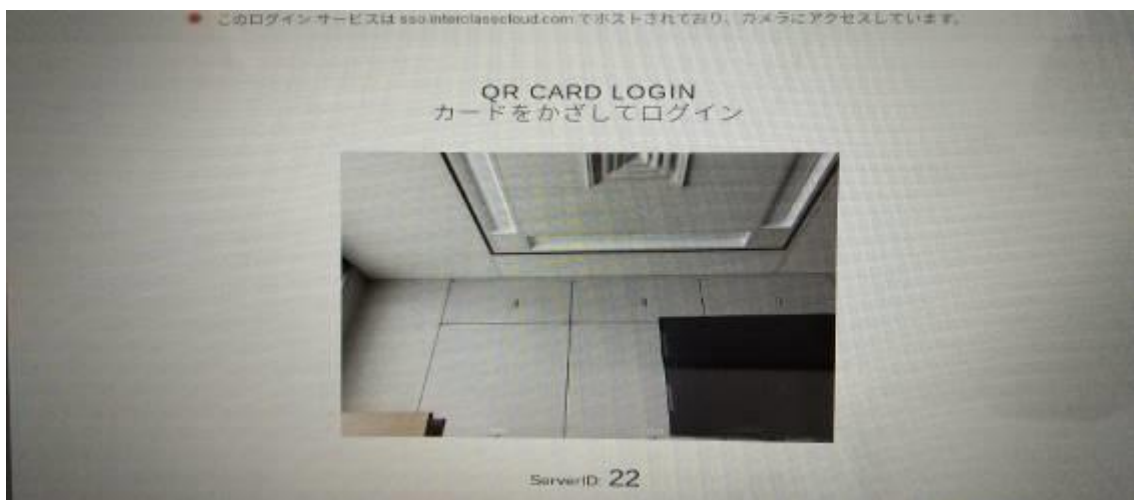 このログイン サービスは sso.interclasscloud.com でホストされており、カメラにアクセスしています。
QR CARD LOGIN
カードをかざしてログイン
ServerID: 22